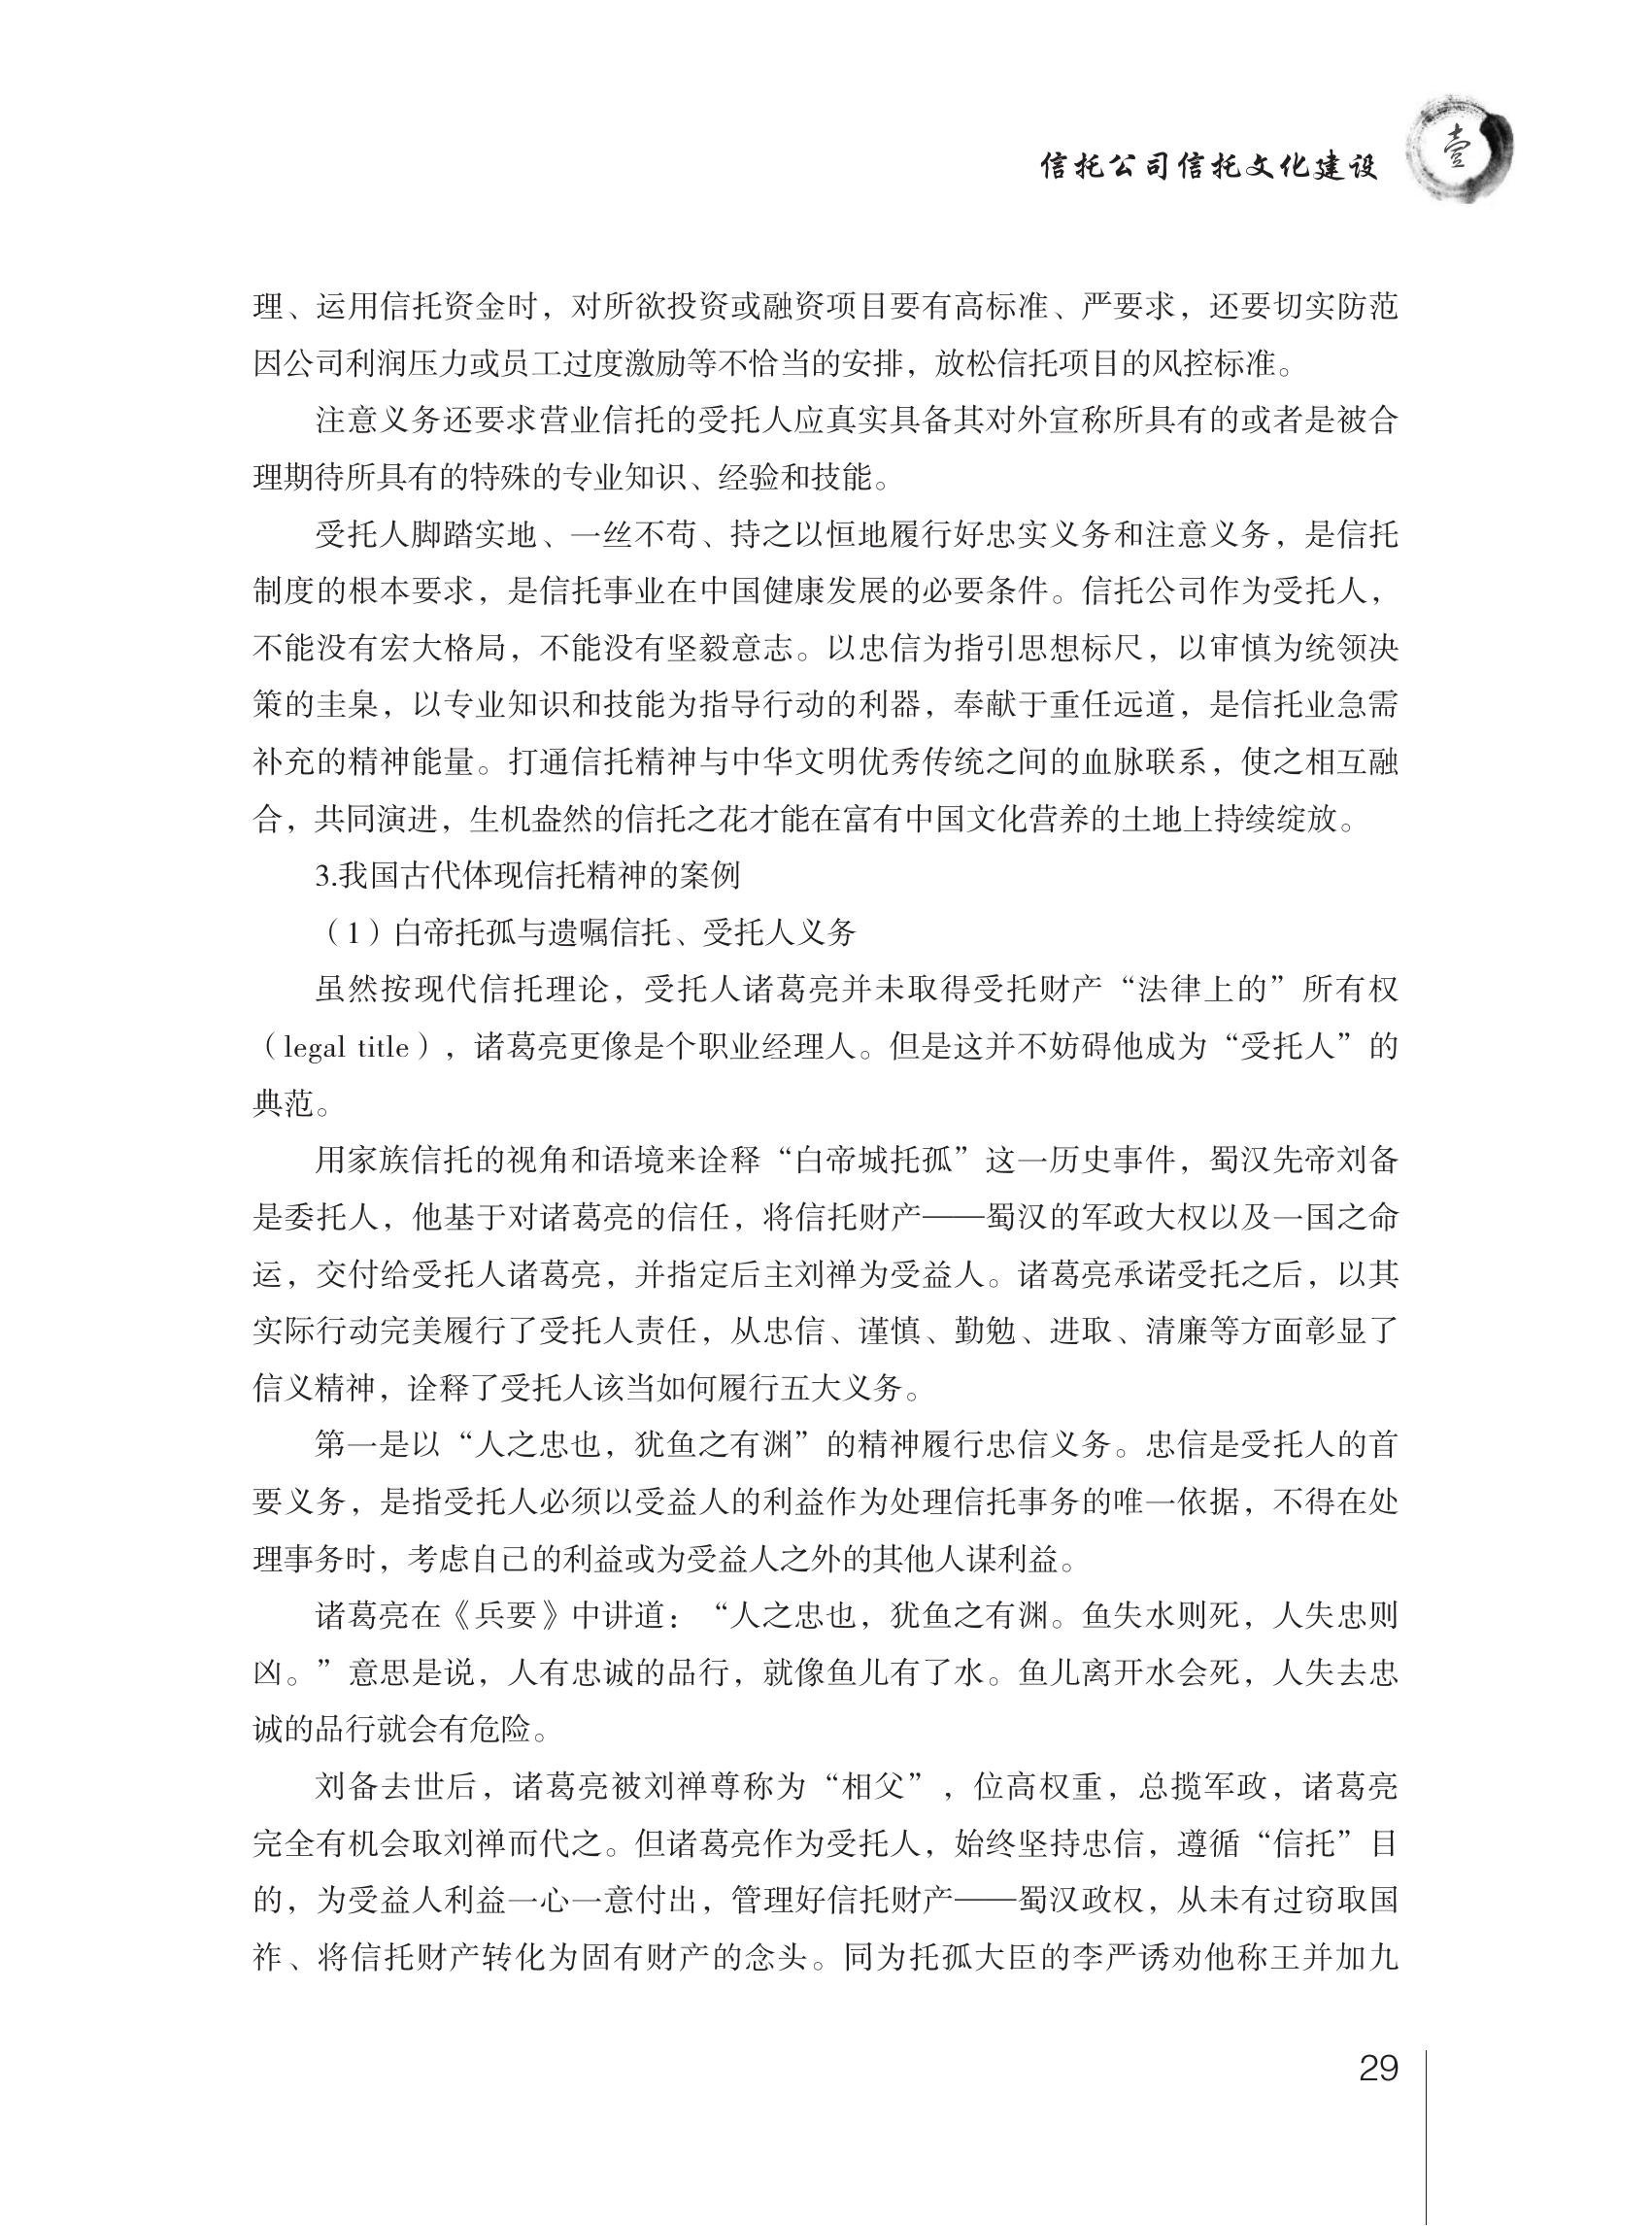 信托公司信托文化建设
壹
理、运用信托资金时，对所欲投资或融资项目要有高标准、严要求，还要切实防范
因公司利润压力或员工过度激励等不恰当的安排，放松信托项目的风控标准。
注意义务还要求营业信托的受托人应真实具备其对外宣称所具有的或者是被合
理期待所具有的特殊的专业知识、经验和技能。
受托人脚踏实地、一丝不苟、持之以恒地履行好忠实义务和注意义务，是信托
制度的根本要求，是信托事业在中国健康发展的必要条件。信托公司作为受托人，
不能没有宏大格局，不能没有坚毅意志。以忠信为指引思想标尺，以审慎为统领决
策的圭臬，以专业知识和技能为指导行动的利器，奉献于重任远道，是信托业急需
补充的精神能量。打通信托精神与中华文明优秀传统之间的血脉联系，使之相互融
合，共同演进，生机盎然的信托之花才能在富有中国文化营养的土地上持续绽放。
3.我国古代体现信托精神的案例
（1）白帝托孤与遗嘱信托、受托人义务
虽然按现代信托理论，受托人诸葛亮并未取得受托财产“法律上的”所有权
（legal title），诸葛亮更像是个职业经理人。但是这并不妨碍他成为“受托人”的
典范。
用家族信托的视角和语境来诠释“白帝城托孤”这一历史事件，蜀汉先帝刘备
是委托人，他基于对诸葛亮的信任，将信托财产——蜀汉的军政大权以及一国之命
运，交付给受托人诸葛亮，并指定后主刘禅为受益人。诸葛亮承诺受托之后，以其
实际行动完美履行了受托人责任，从忠信、谨慎、勤勉、进取、清廉等方面彰显了
信义精神，诠释了受托人该当如何履行五大义务。
第一是以“人之忠也，犹鱼之有渊”的精神履行忠信义务。忠信是受托人的首
要义务，是指受托人必须以受益人的利益作为处理信托事务的唯一依据，不得在处
理事务时，考虑自己的利益或为受益人之外的其他人谋利益。
诸葛亮在《兵要》中讲道：“人之忠也，犹鱼之有渊。鱼失水则死，人失忠则
凶。”意思是说，人有忠诚的品行，就像鱼儿有了水。鱼儿离开水会死，人失去忠
诚的品行就会有危险。
刘备去世后，诸葛亮被刘禅尊称为“相父”，位高权重，总揽军政，诸葛亮
完全有机会取刘禅而代之。但诸葛亮作为受托人，始终坚持忠信，遵循“信托”目
的，为受益人利益一心一意付出，管理好信托财产——蜀汉政权，从未有过窃取国
祚、将信托财产转化为固有财产的念头。同为托孤大臣的李严诱劝他称王并加九
29